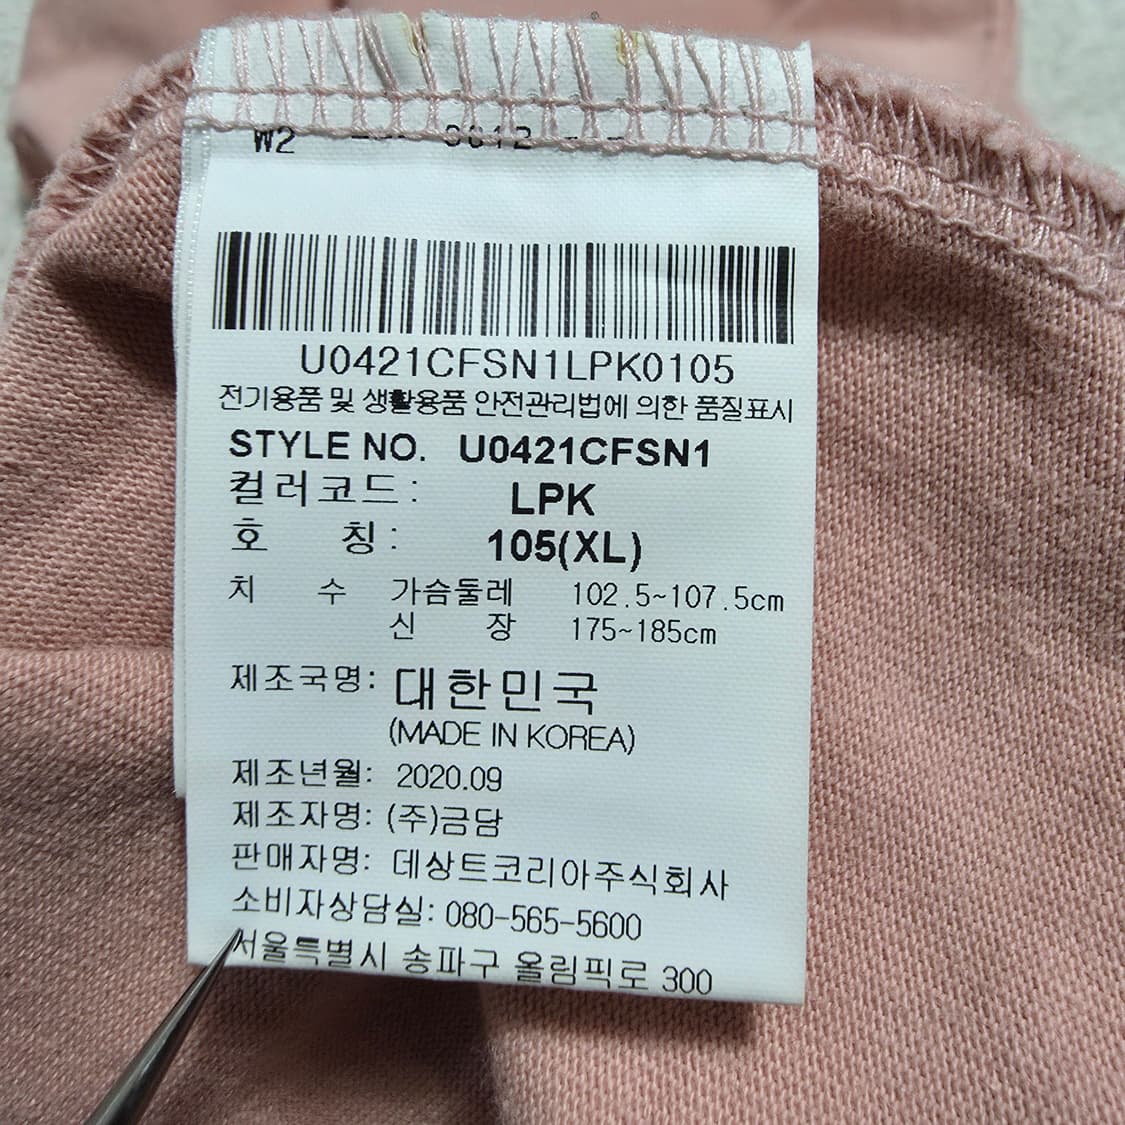 W2
U0421CFSN1LPK0105
전기용품 및 생활용품 안전관리법에 의한 품질표시
STYLE NO. U0421CFSN1
컬러코드: LPK
호 칭: 105(XL)
치 수 가슴둘레 102.5~107.5cm
신 장 175~185cm
제조국명: 대한민국
(MADE IN KOREA)
제조년월: 2020.09
제조자명: (주)금담
판매자명: 데상트코리아주식회사
소비자상담실: 080-565-5600
서울특별시 송파구 올림픽로 300